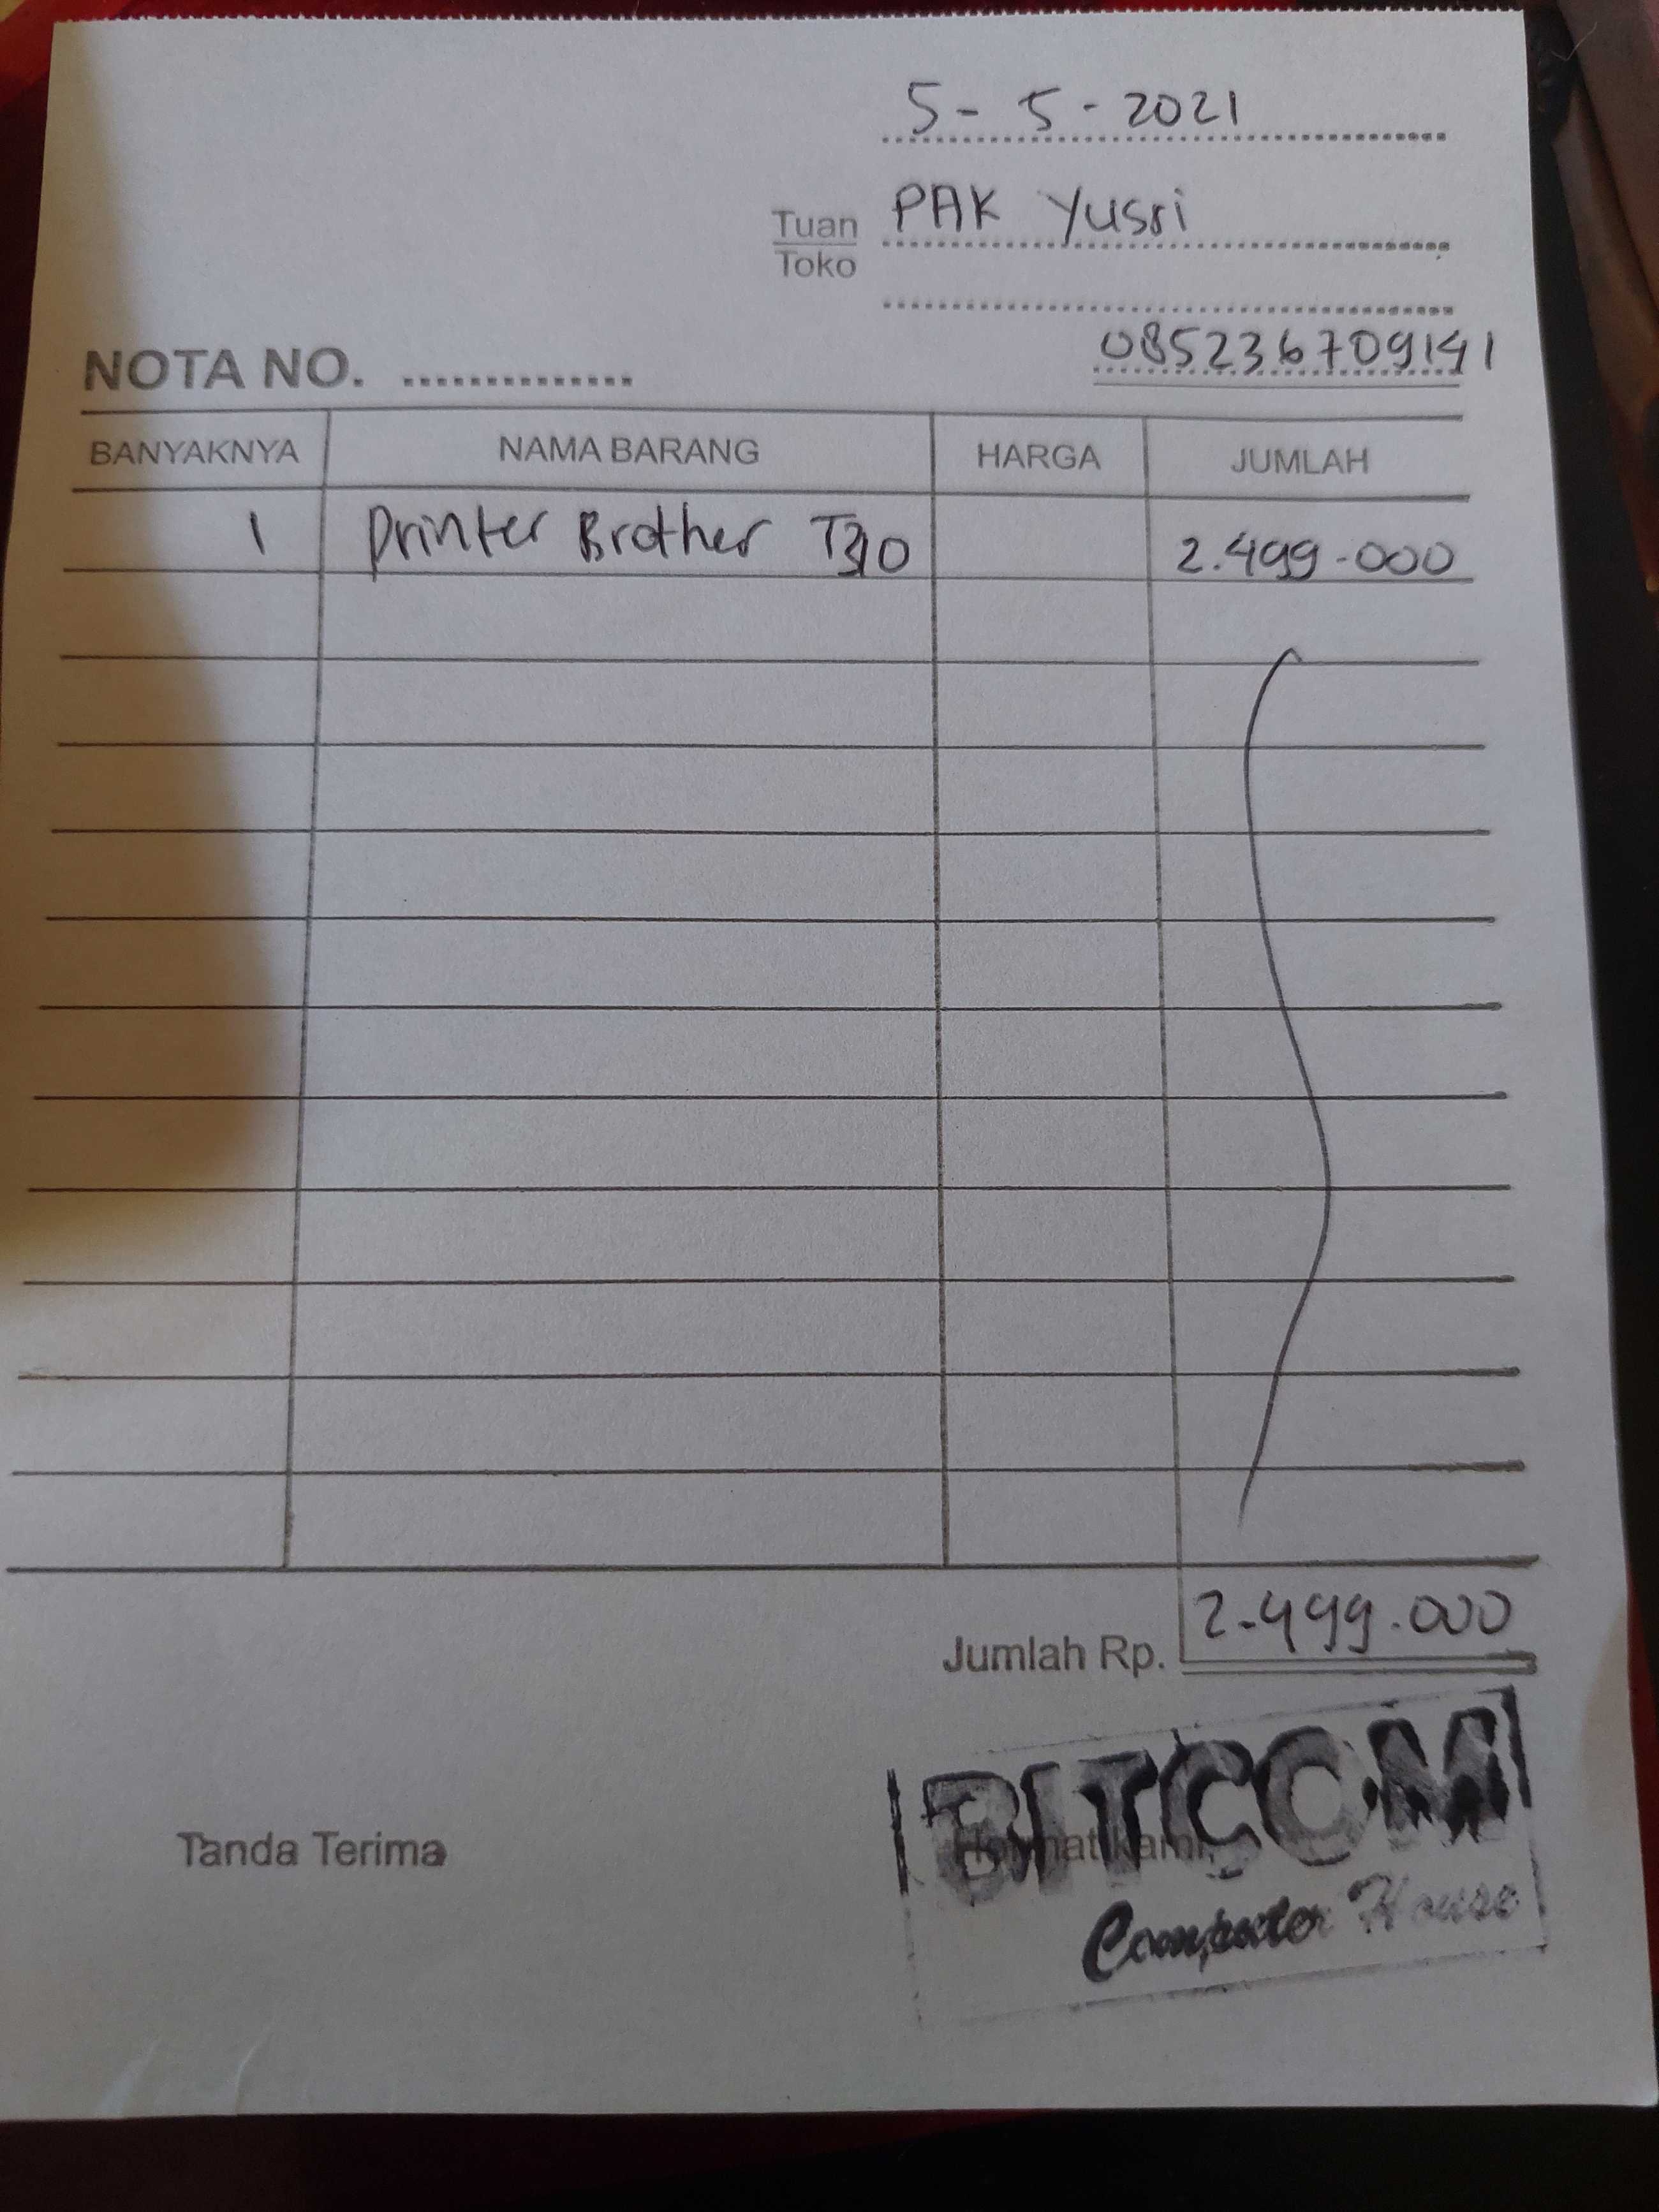 5 - 5 - 2021
Tuan PAK Yusri
Toko
NOTA NO. ..............
085236709141
BANYAKNYA NAMA BARANG HARGA JUMLAH
1 Printer Brother T310 2.499.000
Jumlah Rp. 2.499.000
Tanda Terima
Hormat kami,
BITCOM
Computer House